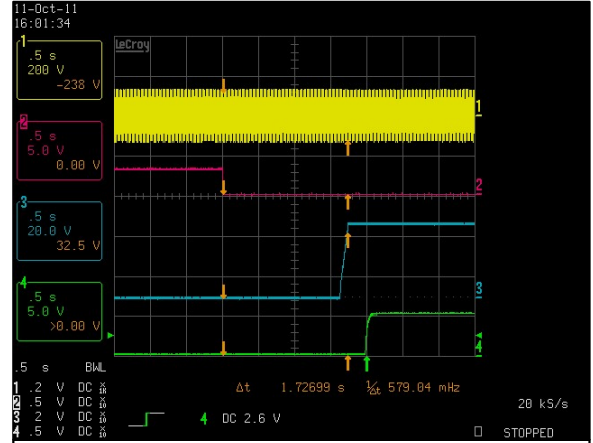 11-Oct-11
16:01:34
LeCroy
1
.5 s
200 V
-238 V
2
.5 s
5.0 V
0.00 V
3
.5 s
20.0 V
32.5 V
4
.5 s
5.0 V
>0.00 V
1
2
3
4
.5 s BWL
1 .2 V DC
2 .5 V DC
3 2 V DC
4 .5 V DC
Δt 1.72699 s 1/Δt 579.04 mHz
4 DC 2.6 V
20 kS/s
STOPPED